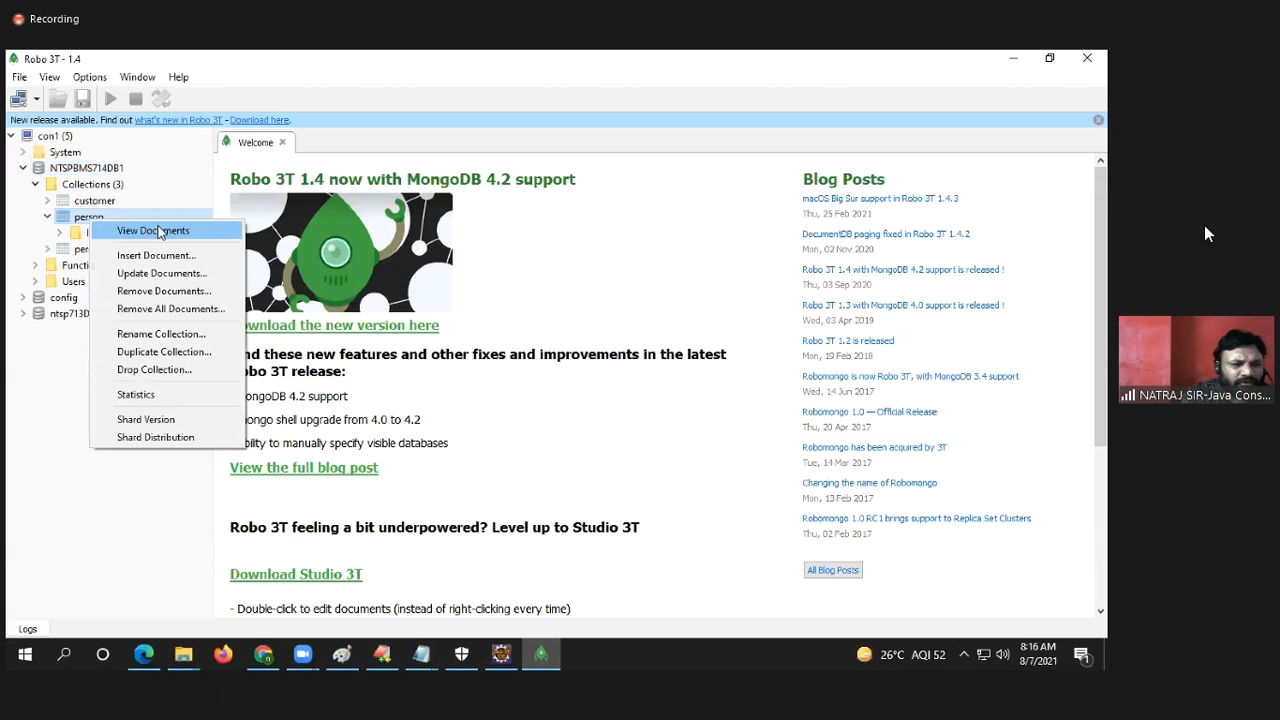 Recording
Robo 3T - 1.4
File View Options Window Help
New release available. Find out what's new in Robo 3T - Download here.
con1 (5)
System
NTSPBMS714DB1
Collections (3)
customer
person
Functi
Users
config
ntsp713D
View Documents
Insert Document...
Update Documents...
Remove Documents...
Remove All Documents...
Rename Collection...
Duplicate Collection...
Drop Collection...
Statistics
Shard Version
Shard Distribution
Welcome
Robo 3T 1.4 now with MongoDB 4.2 support
ownload the new version here
nd these new features and other fixes and improvements in the latest
obo 3T release:
ongoDB 4.2 support
ongo shell upgrade from 4.0 to 4.2
bility to manually specify visible databases
View the full blog post
Robo 3T feeling a bit underpowered? Level up to Studio 3T
Download Studio 3T
- Double-click to edit documents (instead of right-clicking every time)
Blog Posts
macOS Big Sur support in Robo 3T 1.4.3
Thu, 25 Feb 2021
DocumentDB paging fixed in Robo 3T 1.4.2
Mon, 02 Nov 2020
Robo 3T 1.4 with MongoDB 4.2 support is released !
Thu, 03 Sep 2020
Robo 3T 1.3 with MongoDB 4.0 support is released !
Wed, 03 Apr 2019
Robo 3T 1.2 is released
Mon, 19 Feb 2018
Robomongo is now Robo 3T, with MongoDB 3.4 support
Wed, 14 Jun 2017
Robomongo 1.0 — Official Release
Thu, 20 Apr 2017
Robomongo has been acquired by 3T
Tue, 14 Mar 2017
Changing the name of Robomongo
Mon, 13 Feb 2017
Robomongo 1.0 RC1 brings support to Replica Set Clusters
Thu, 02 Feb 2017
All Blog Posts
NATRAJ SIR-Java Cons...
Logs
26°C AQI 52
8:16 AM
8/7/2021
1